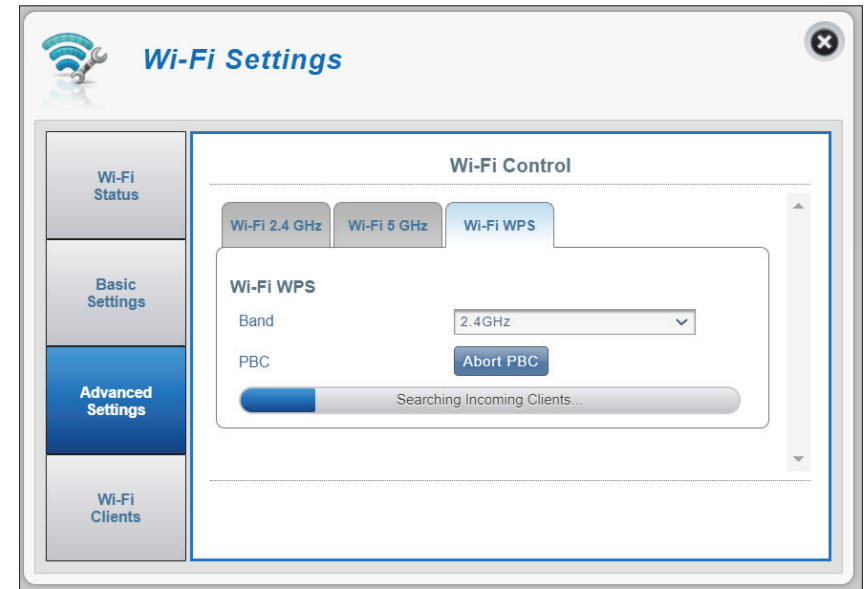 Wi-Fi Settings
Wi-Fi
Status
Basic
Settings
Advanced
Settings
Wi-Fi
Clients
Wi-Fi Control
Wi-Fi 2.4 GHz Wi-Fi 5 GHz Wi-Fi WPS
Wi-Fi WPS
Band 2.4GHz
PBC Abort PBC
Searching Incoming Clients...